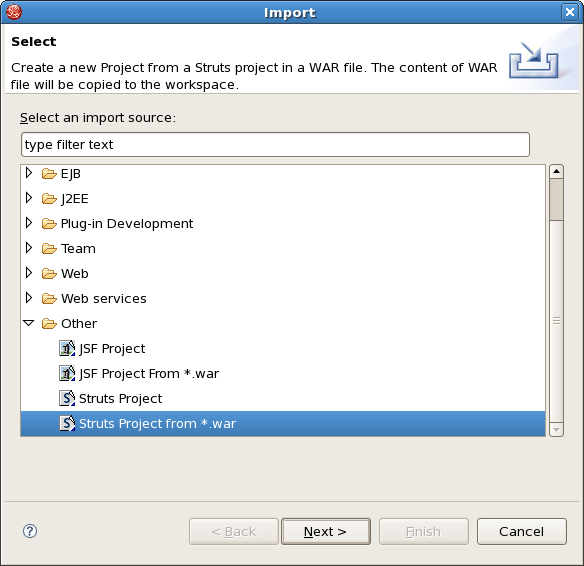 Import
Select
Create a new Project from a Struts project in a WAR file. The content of WAR
file will be copied to the workspace.
Select an import source:
type filter text
EJB
J2EE
Plug-in Development
Team
Web
Web services
Other
JSF Project
JSF Project From *.war
Struts Project
Struts Project from *.war
< Back
Next >
Finish
Cancel